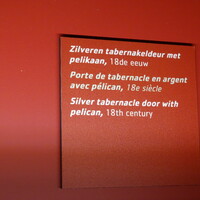 Zilveren tabernakeldeur met
pelikaan, 18de eeuw
Porte de tabernacle en argent
avec pélican, 18e siècle
Silver tabernacle door with
pelican, 18th century